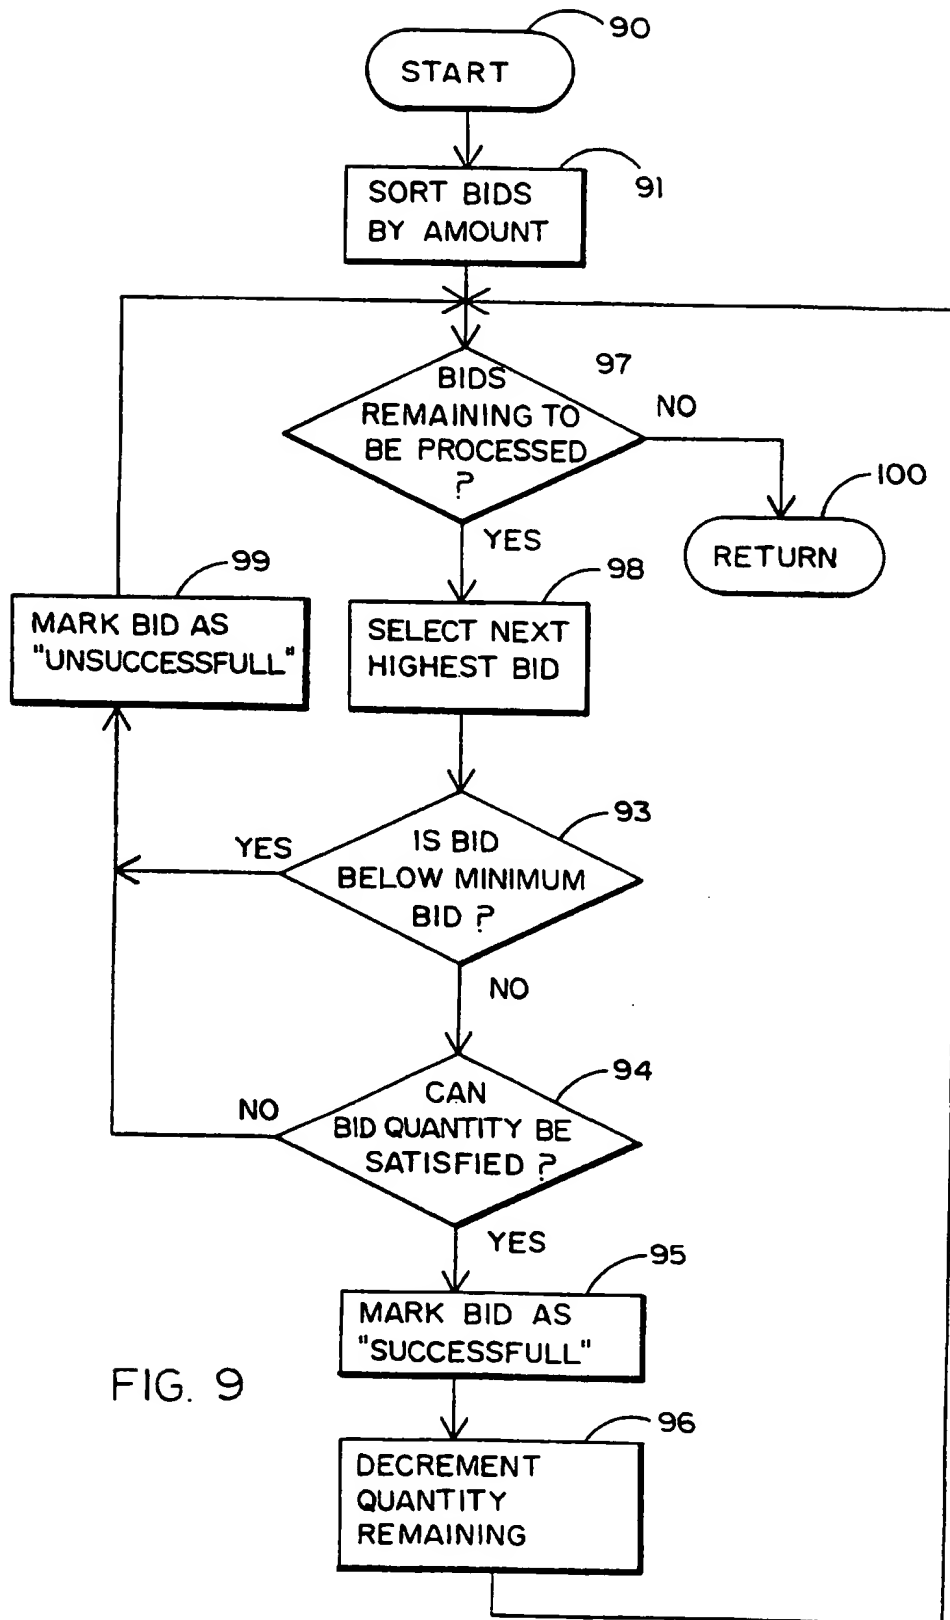 90
START
91
SORT BIDS
BY AMOUNT
97
BIDS
REMAINING TO
BE PROCESSED
?
NO
100
RETURN
YES
99
MARK BID AS
"UNSUCCESSFULL"
98
SELECT NEXT
HIGHEST BID
93
YES
IS BID
BELOW MINIMUM
BID ?
NO
94
NO
CAN
BID QUANTITY BE
SATISFIED ?
YES
95
MARK BID AS
"SUCCESSFULL"
FIG. 9
96
DECREMENT
QUANTITY
REMAINING